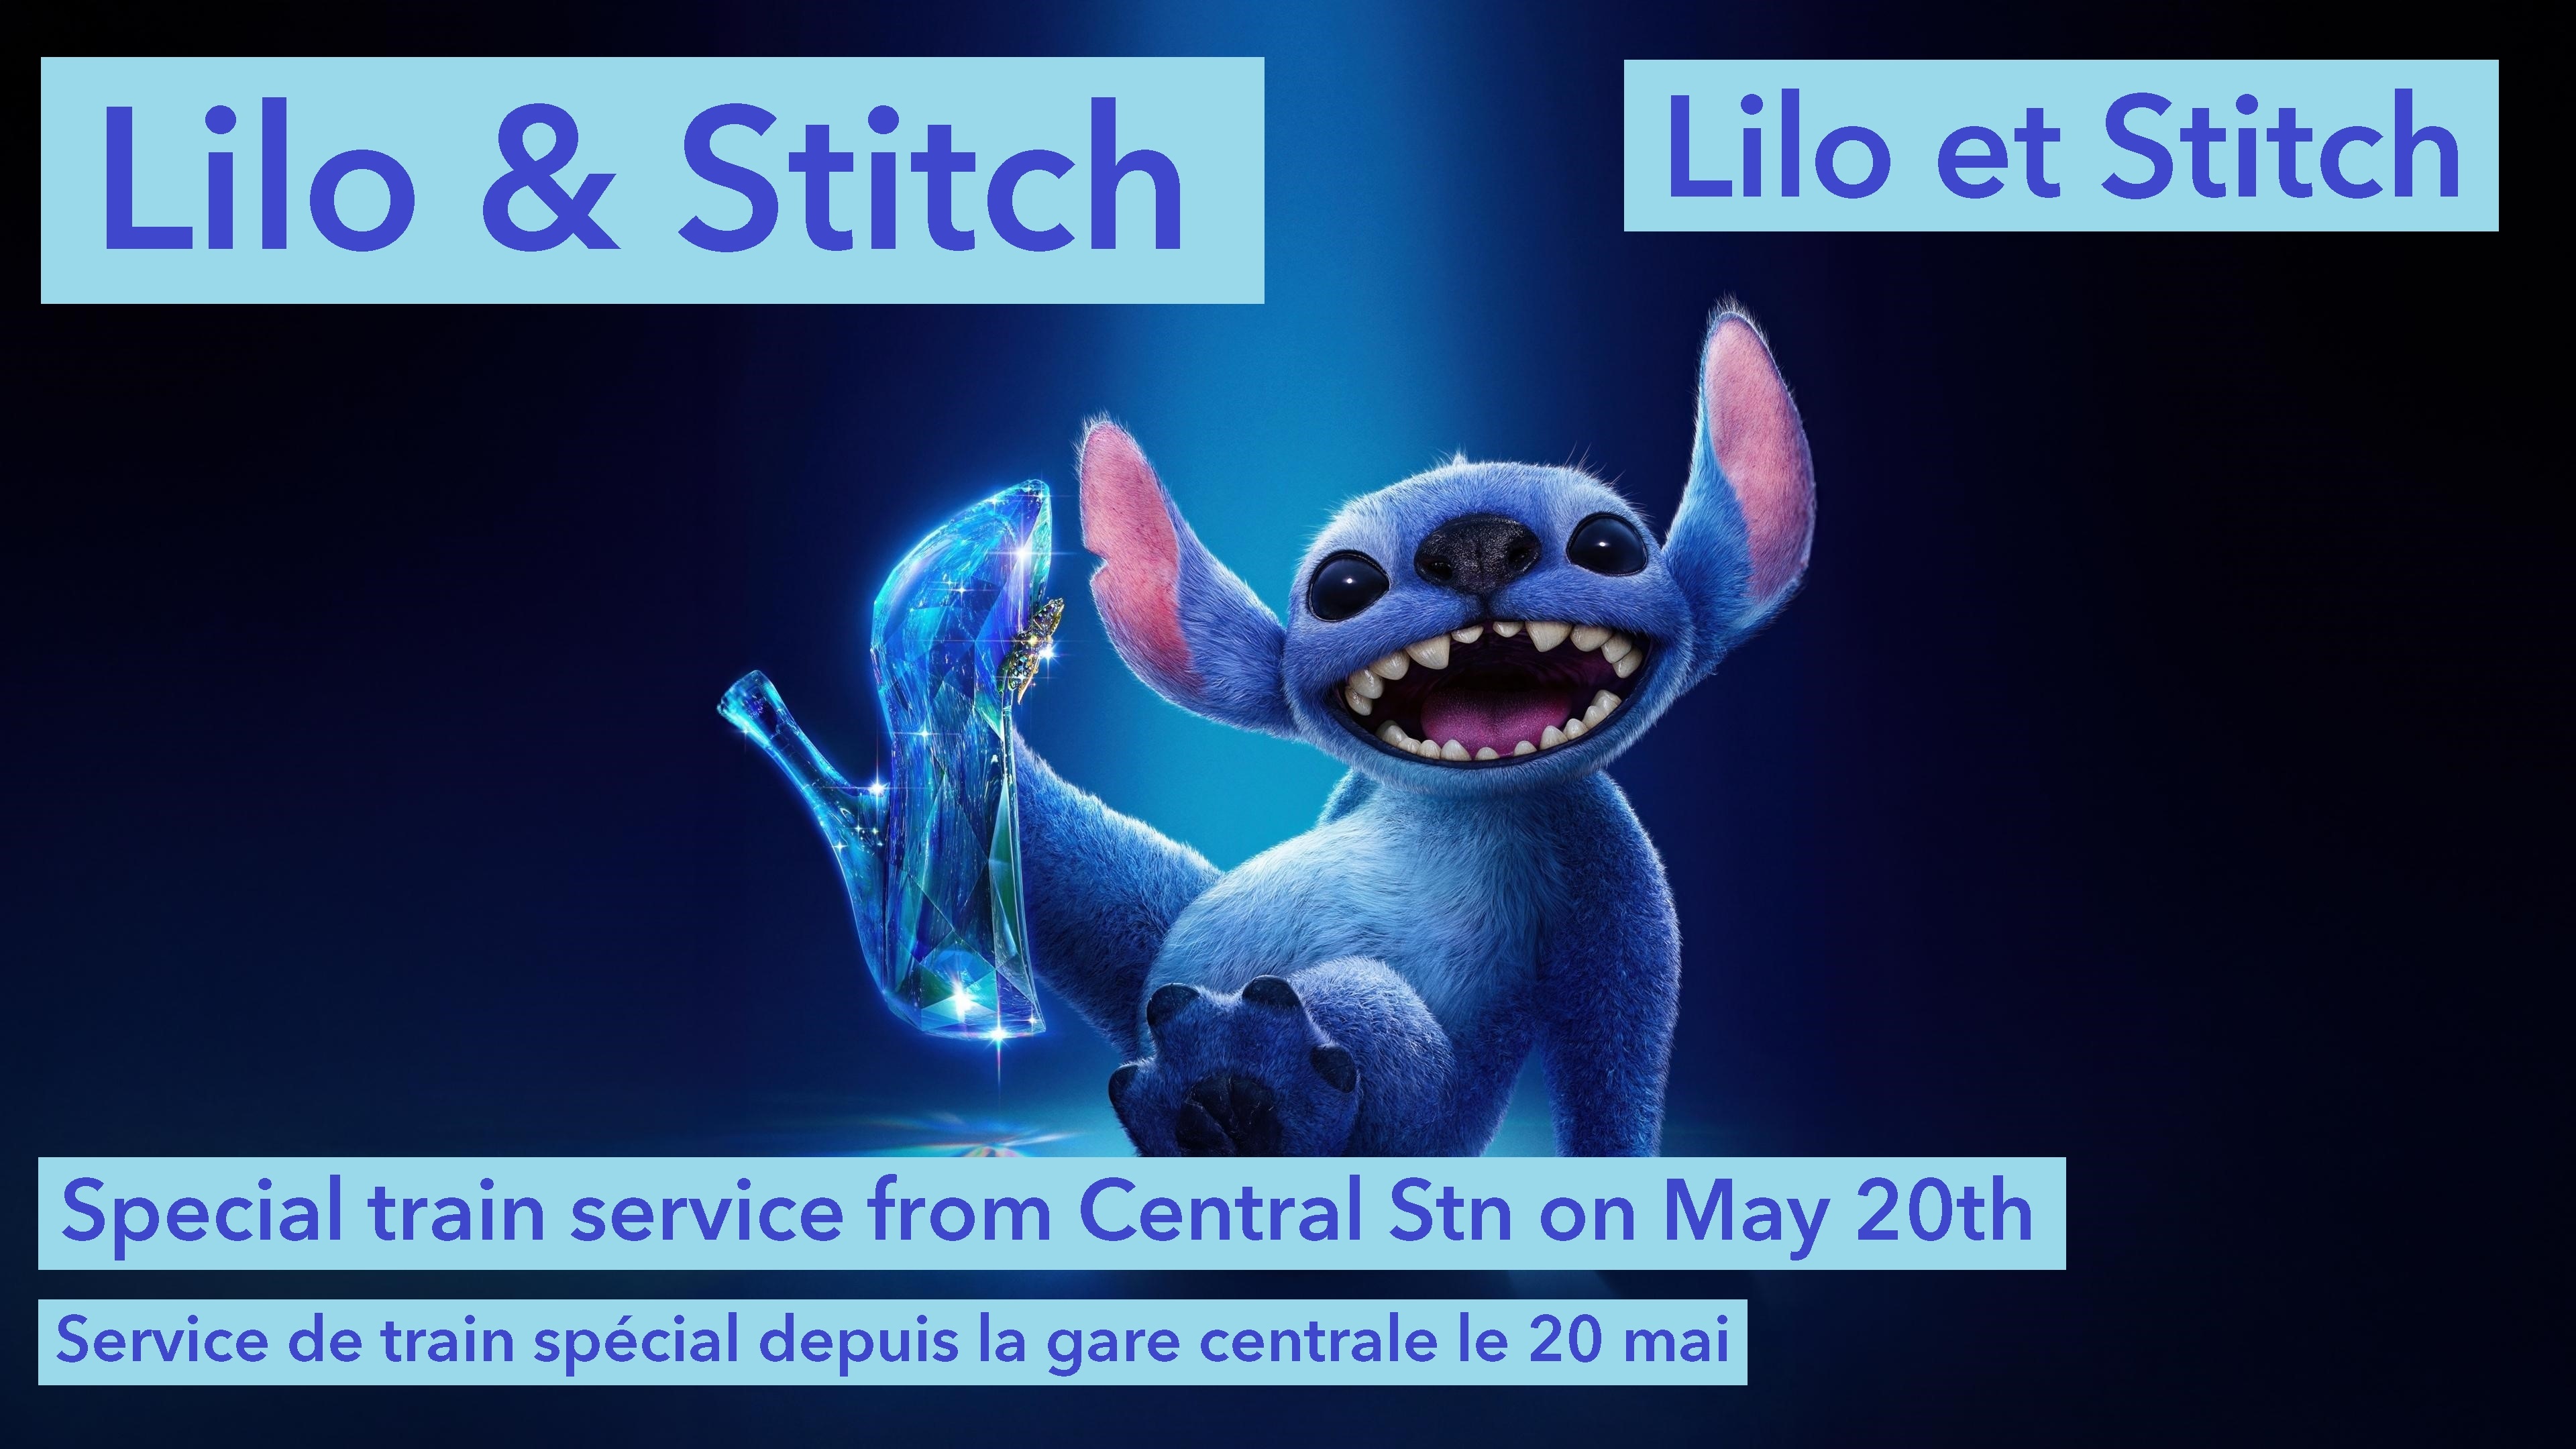 Lilo & Stitch
Lilo et Stitch
Special train service from Central Stn on May 20th
Service de train spécial depuis la gare centrale le 20 mai